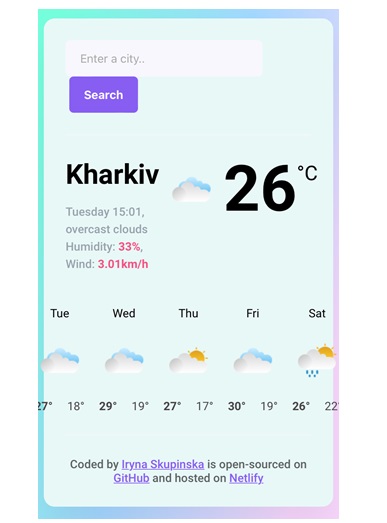 Enter a city..
Search
Kharkiv
26 °C
Tuesday 15:01,
overcast clouds
Humidity: 33%,
Wind: 3.01km/h
Tue Wed Thu Fri Sat
18° 29° 19° 27° 17° 30° 19° 26°
Coded by Iryna Skupinska is open-sourced on
GitHub and hosted on Netlify